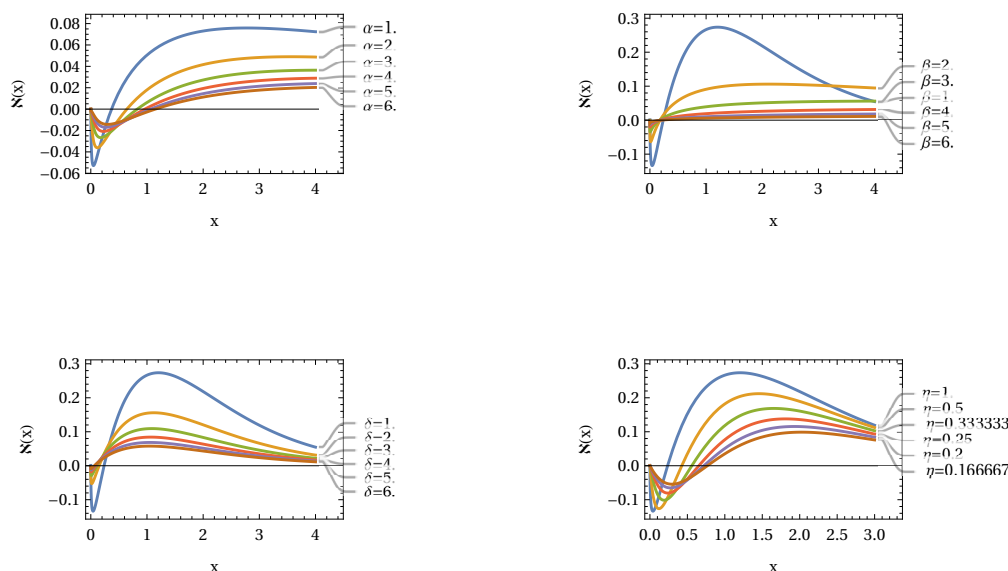 0.08
0.06
0.04
0.02
0.00
−0.02
−0.04
−0.06
0 1 2 3 4
x
ℵ(x)
α=1.
α=2.
α=3.
α=4.
α=5.
α=6.
0.3
0.2
0.1
0.0
−0.1
0 1 2 3 4
x
ℵ(x)
β=2.
β=3.
β=1.
β=4.
β=5.
β=6.
0.3
0.2
0.1
0.0
−0.1
0 1 2 3 4
x
ℵ(x)
δ=1.
δ=2.
δ=3.
δ=4.
δ=5.
δ=6.
0.3
0.2
0.1
0.0
−0.1
0.0 0.5 1.0 1.5 2.0 2.5 3.0
x
ℵ(x)
η=1.
η=0.5
η=0.333333
η=0.25
η=0.2
η=0.166667